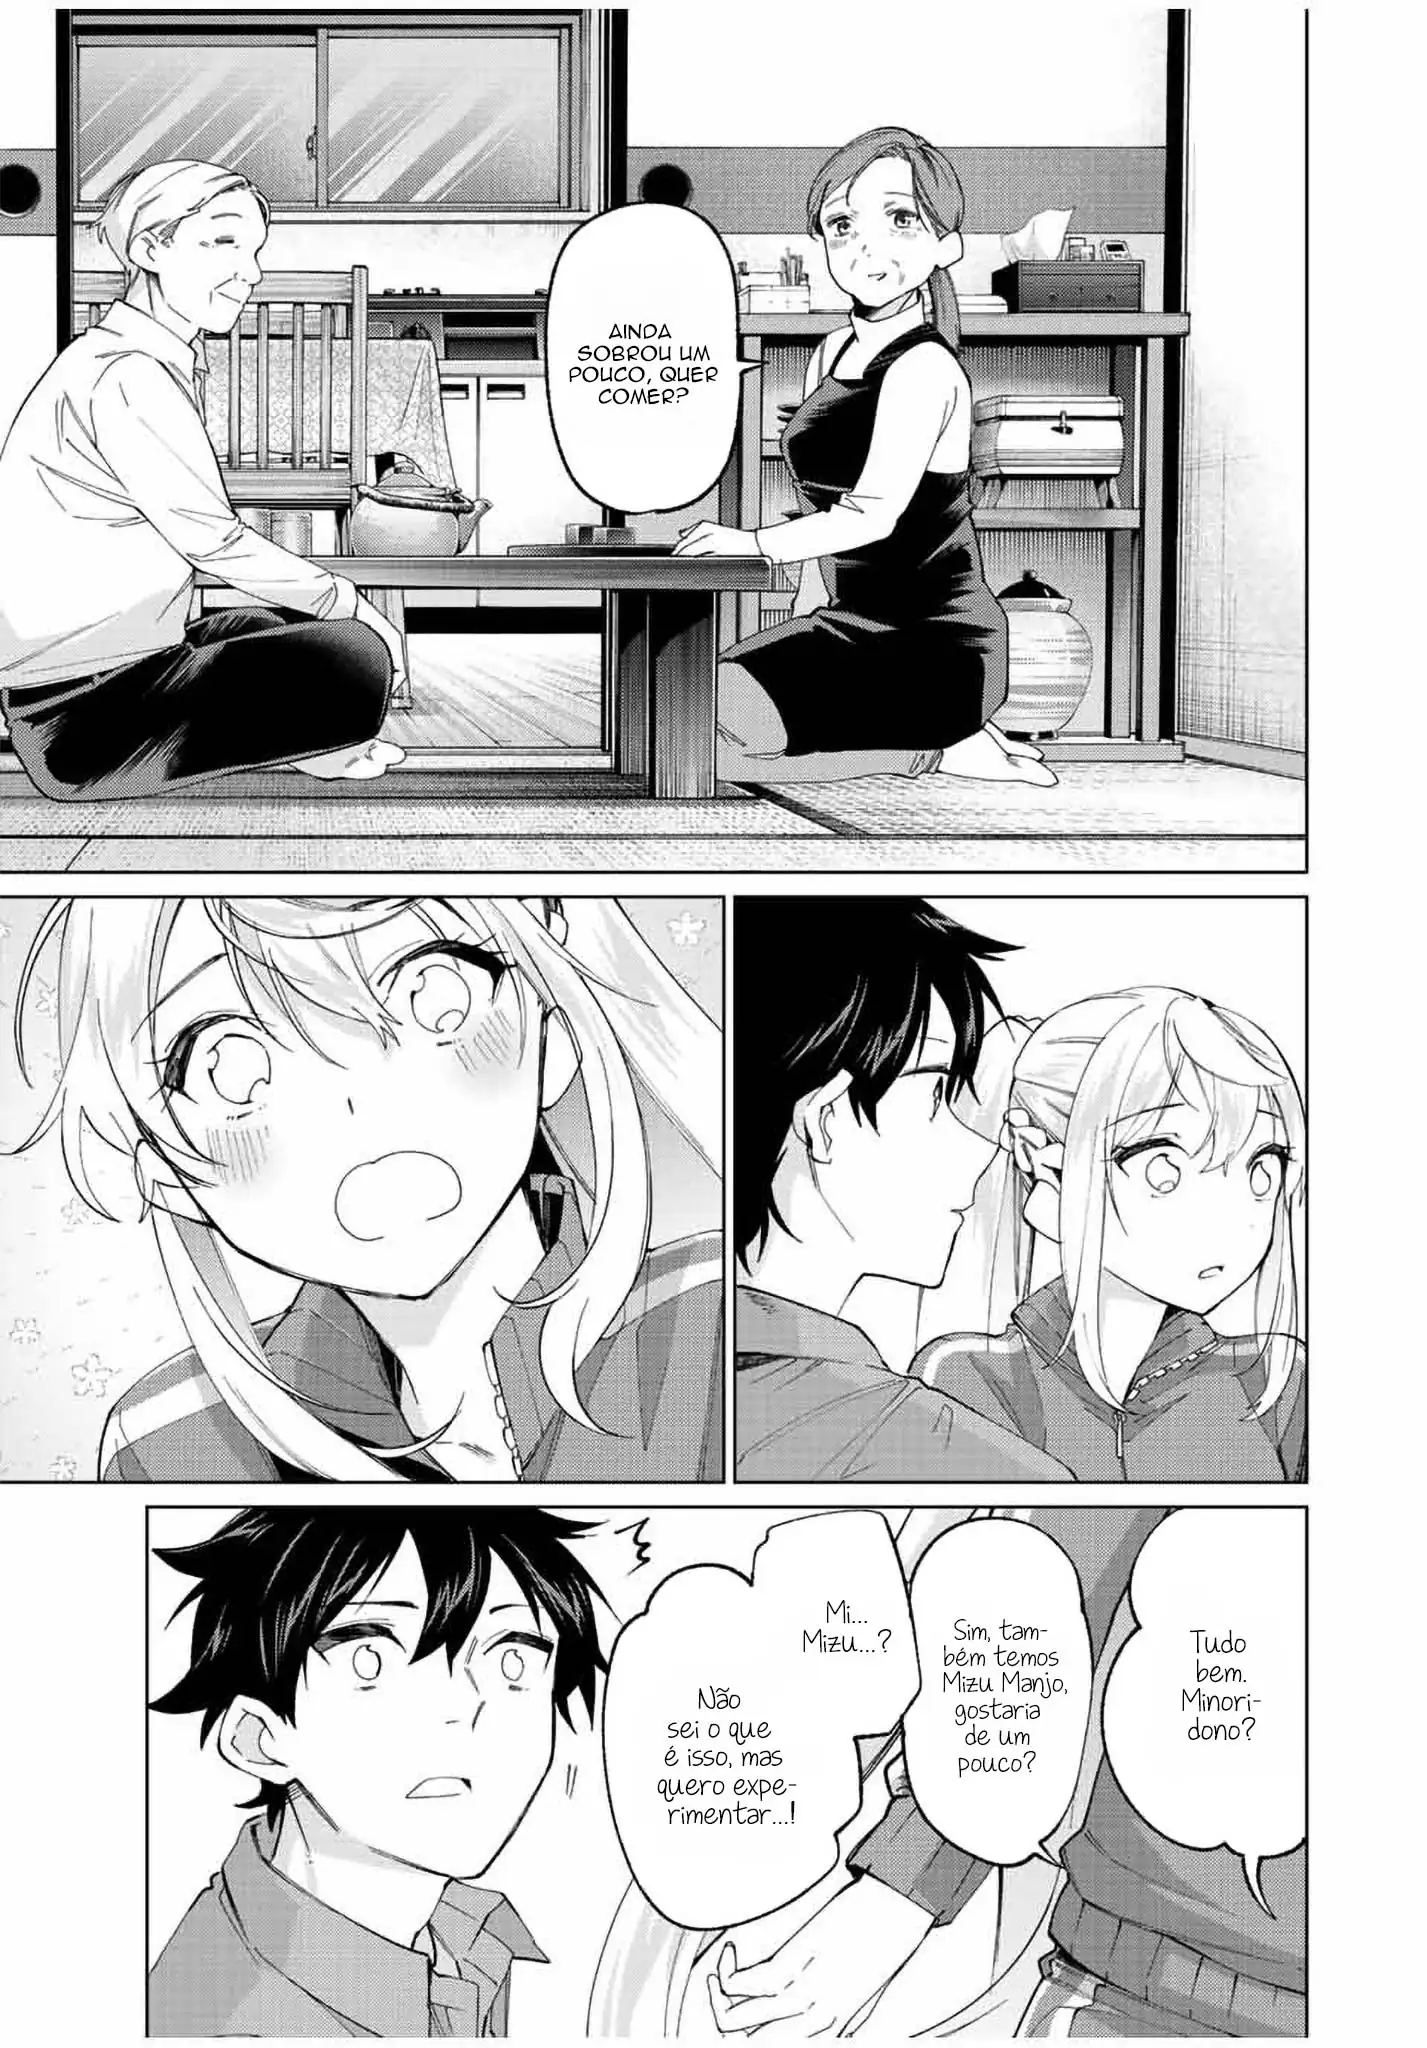 AINDA
SOBROU UM
POUCO, QUER
COMER?
Tudo
bem.
Minori-
dono?
Sim, tam-
bém temos
Mizu Manjo,
gostaria
de um
pouco?
Mi...
Mizu...?
Não
sei o que
é isso, mas
quero expe-
rimentar...!